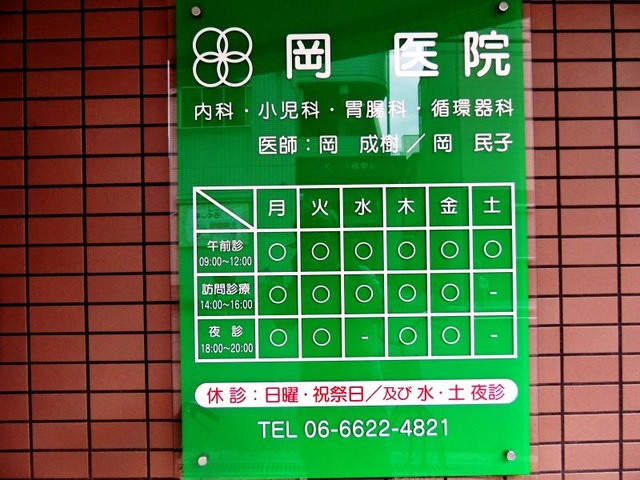 岡 医院
内科・小児科・胃腸科・循環器科
医師：岡 成樹／岡 民子
月 火 水 木 金 土
午前診 09:00~12:00 ○ ○ ○ ○ ○ ○
訪問診療 14:00~16:00 ○ ○ ○ ○ ○ -
夜 診 18:00~20:00 ○ ○ - ○ ○ -
休 診：日曜・祝祭日／及び 水・土 夜診
TEL 06-6622-4821